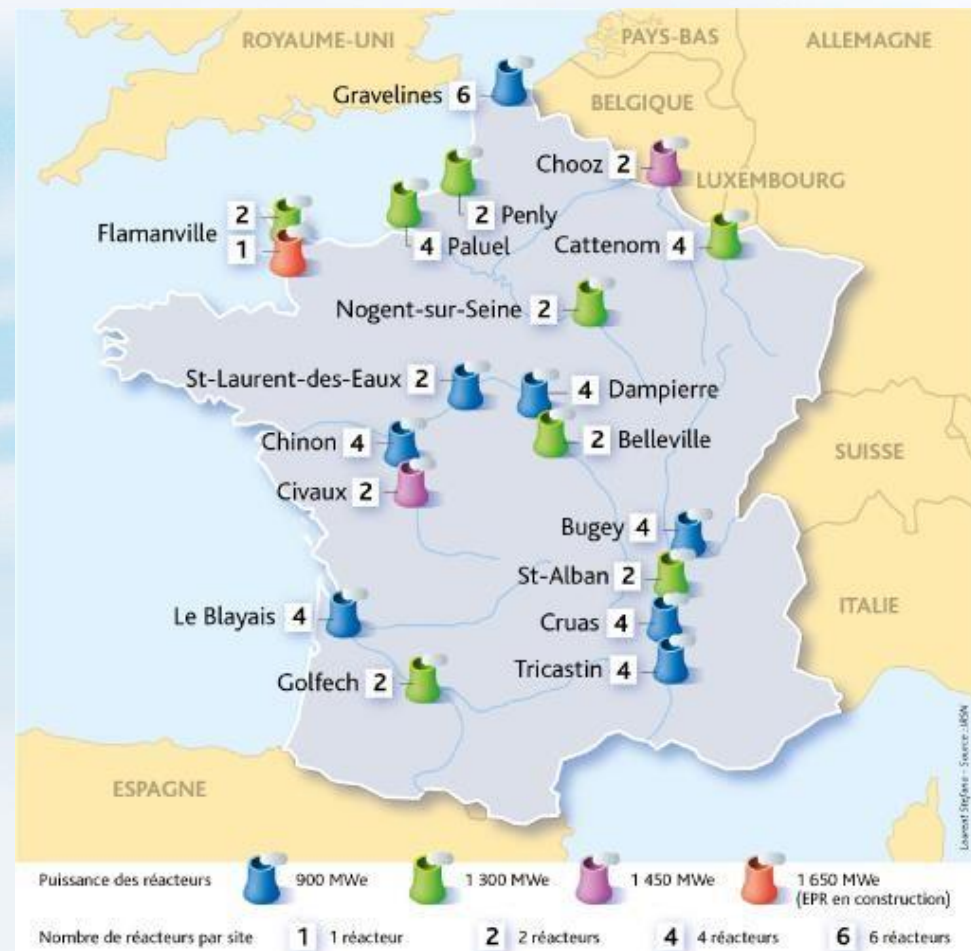 ROYAUME-UNI
PAYS-BAS
ALLEMAGNE
Gravelines 6
BELGIQUE
Chooz 2
LUXEMBOURG
2 Penly
Flamanville 2
1
4 Paluel
Cattenom 4
Nogent-sur-Seine 2
St-Laurent-des-Eaux 2
4 Dampierre
Chinon 4
2 Belleville
SUISSE
Civaux 2
Bugey 4
St-Alban 2
ITALIE
Le Blayais 4
Cruas 4
Golfech 2
Tricastin 4
ESPAGNE
Laurent Stefano - Source : IRSN
Puissance des réacteurs 900 MWe 1 300 MWe 1 450 MWe 1 650 MWe
(EPR en construction)
Nombre de réacteurs par site 1 1 réacteur 2 2 réacteurs 4 4 réacteurs 6 6 réacteurs